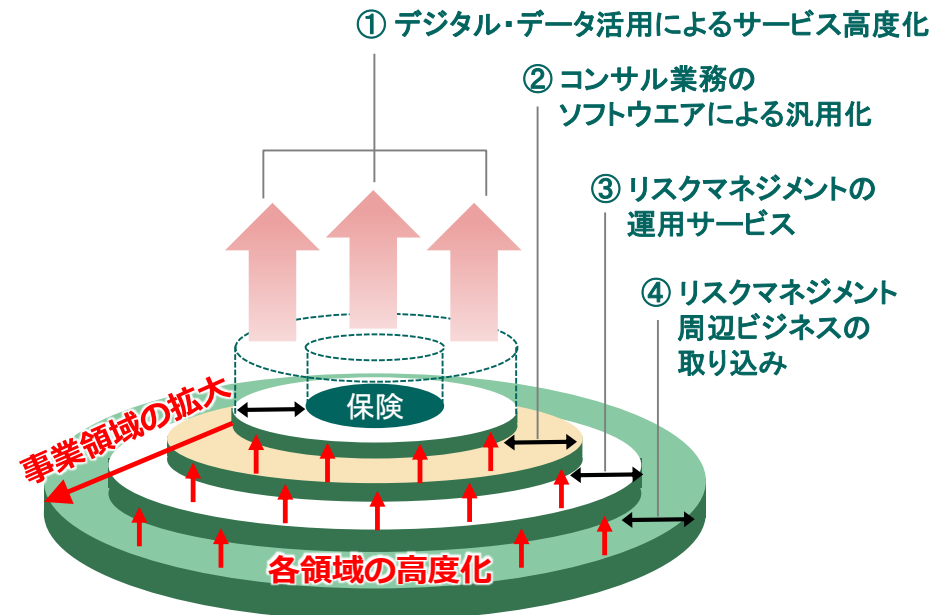 ① デジタル・データ活用によるサービス高度化
② コンサル業務の
ソフトウエアによる汎用化
③ リスクマネジメントの
運用サービス
④ リスクマネジメント
周辺ビジネスの
取り込み
事業領域の拡大
保険
各領域の高度化